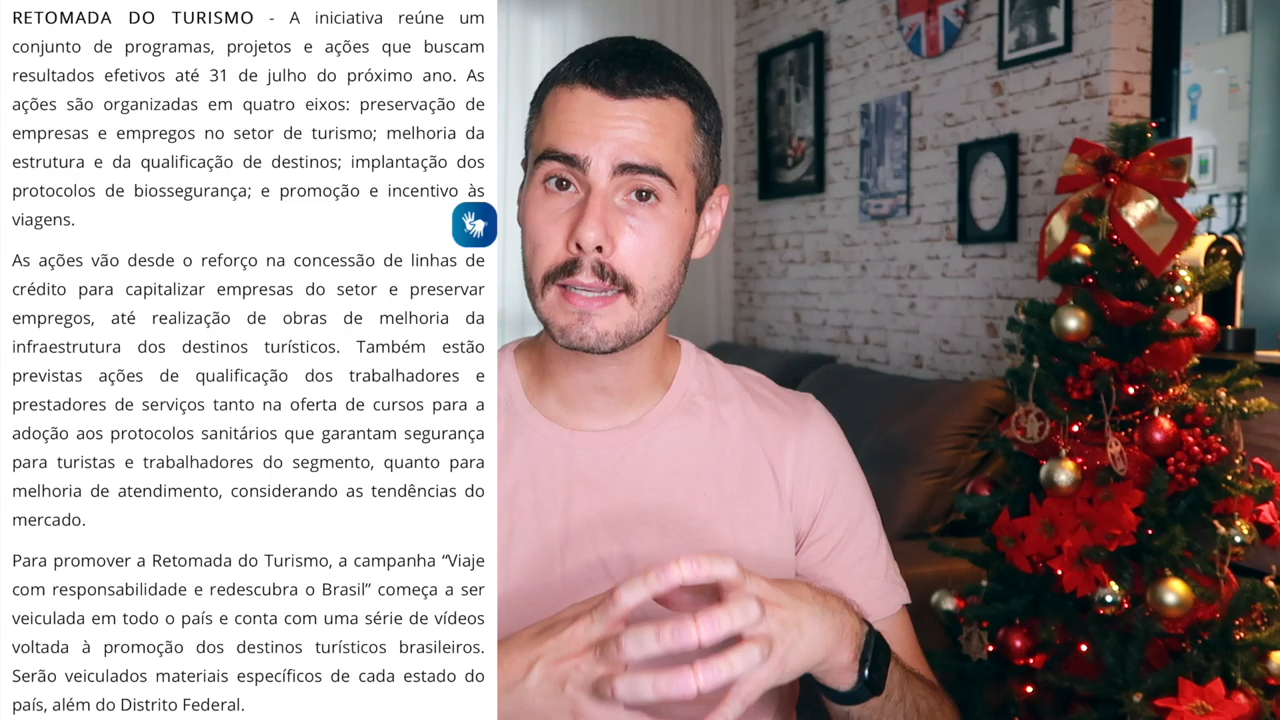 RETOMADA DO TURISMO - A iniciativa reúne um
conjunto de programas, projetos e ações que buscam
resultados efetivos até 31 de julho do próximo ano. As
ações são organizadas em quatro eixos: preservação de
empresas e empregos no setor de turismo; melhoria da
estrutura e da qualificação de destinos; implantação dos
protocolos de biossegurança; e promoção e incentivo às
viagens.
As ações vão desde o reforço na concessão de linhas de
crédito para capitalizar empresas do setor e preservar
empregos, até realização de obras de melhoria da
infraestrutura dos destinos turísticos. Também estão
previstas ações de qualificação dos trabalhadores e
prestadores de serviços tanto na oferta de cursos para a
adoção aos protocolos sanitários que garantam segurança
para turistas e trabalhadores do segmento, quanto para
melhoria de atendimento, considerando as tendências do
mercado.
Para promover a Retomada do Turismo, a campanha “Viaje
com responsabilidade e redescubra o Brasil” começa a ser
veiculada em todo o país e conta com uma série de vídeos
voltada à promoção dos destinos turísticos brasileiros.
Serão veiculados materiais específicos de cada estado do
país, além do Distrito Federal.